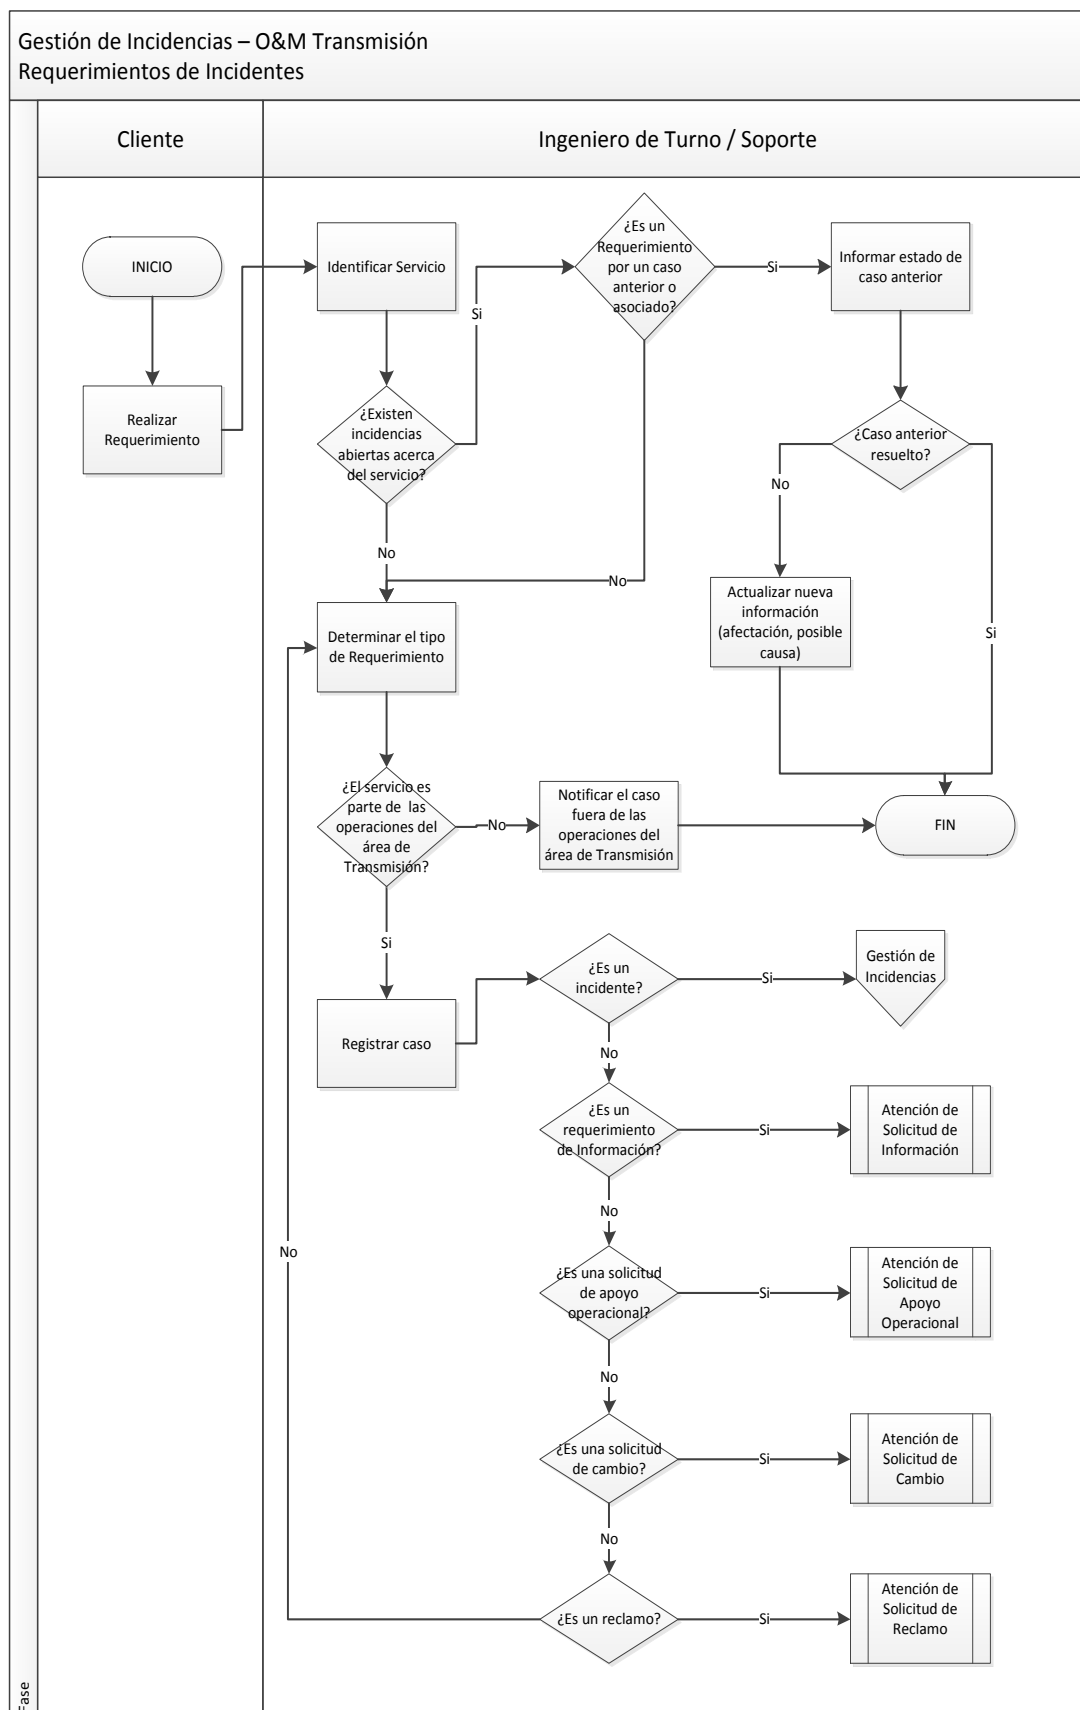 Gestión de Incidencias – O&M Transmisión
Requerimientos de Incidentes
Cliente
Ingeniero de Turno / Soporte
INICIO
Realizar
Requerimiento
Identificar Servicio
¿Existen
incidencias
abiertas acerca
del servicio?
Si
No
¿Es un
Requerimiento
por un caso
anterior o
asociado?
Si
No
Informar estado de
caso anterior
¿Caso anterior
resuelto?
No
Si
Actualizar nueva
información
(afectación, posible
causa)
Determinar el tipo
de Requerimiento
¿El servicio es
parte de las
operaciones del
área de
Transmisión?
No
Notificar el caso
fuera de las
operaciones del
área de Transmisión
FIN
Si
Registrar caso
¿Es un
incidente?
Si
Gestión de
Incidencias
No
¿Es un
requerimiento
de Información?
Si
Atención de
Solicitud de
Información
No
¿Es una solicitud
de apoyo
operacional?
Si
Atención de
Solicitud de
Apoyo
Operacional
No
¿Es una solicitud
de cambio?
Si
Atención de
Solicitud de
Cambio
No
¿Es un reclamo?
Si
Atención de
Solicitud de
Reclamo
No
Fase